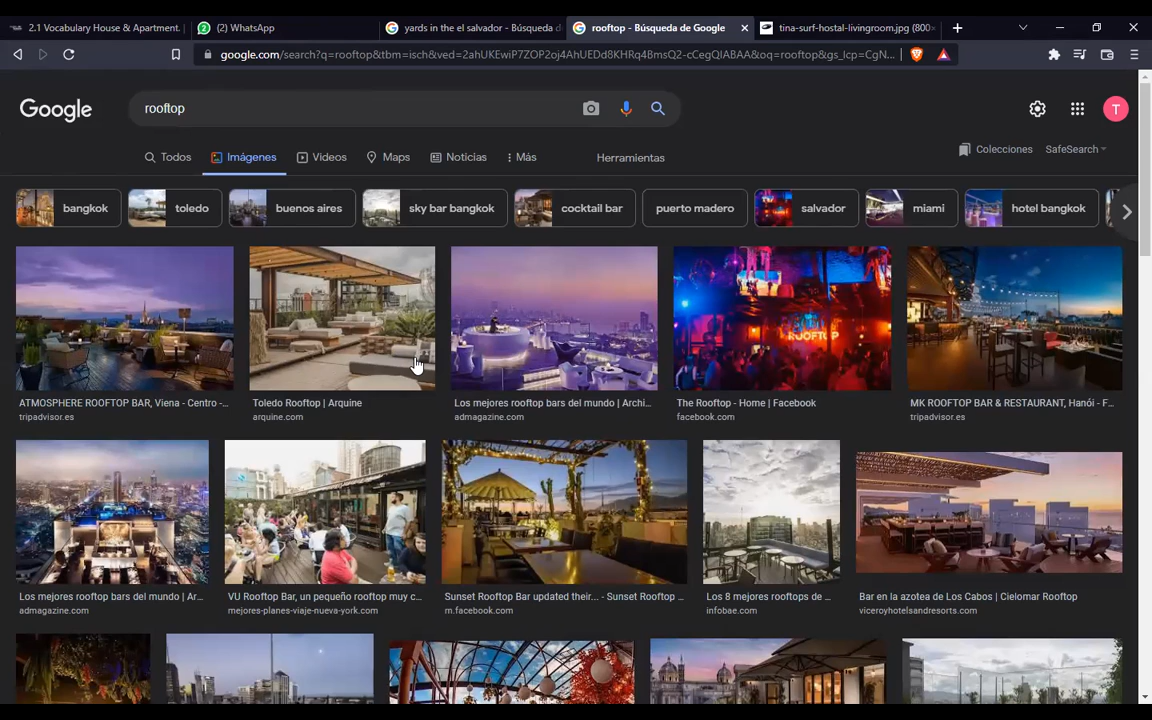 2.1 Vocabulary House & Apartment.
(2) WhatsApp
yards in the el salvador - Búsqueda d
rooftop - Búsqueda de Google
tina-surf-hostal-livingroom.jpg (800×
google.com/search?q=rooftop&tbm=isch&ved=2ahUKEwiP7ZOP2oj4AhUEDd8KHRq4BmsQ2-cCegQIABAA&oq=rooftop&gs_lcp=CgN...
Google
rooftop
T
Todos
Imágenes
Videos
Maps
Noticias
Más
Herramientas
Colecciones
SafeSearch
bangkok
toledo
buenos aires
sky bar bangkok
cocktail bar
puerto madero
salvador
miami
hotel bangkok
ROOFTOP
ATMOSPHERE ROOFTOP BAR, Viena - Centro -...
tripadvisor.es
Toledo Rooftop | Arquine
arquine.com
Los mejores rooftop bars del mundo | Archi...
admagazine.com
The Rooftop - Home | Facebook
facebook.com
MK ROOFTOP BAR & RESTAURANT, Hanói - F...
tripadvisor.es
Los mejores rooftop bars del mundo | Ar...
admagazine.com
VU Rooftop Bar, un pequeño rooftop muy c...
mejores-planes-viaje-nueva-york.com
Sunset Rooftop Bar updated their... - Sunset Rooftop ...
m.facebook.com
Los 8 mejores rooftops de ...
infobae.com
Bar en la azotea de Los Cabos | Cielomar Rooftop
viceroyhotelsandresorts.com